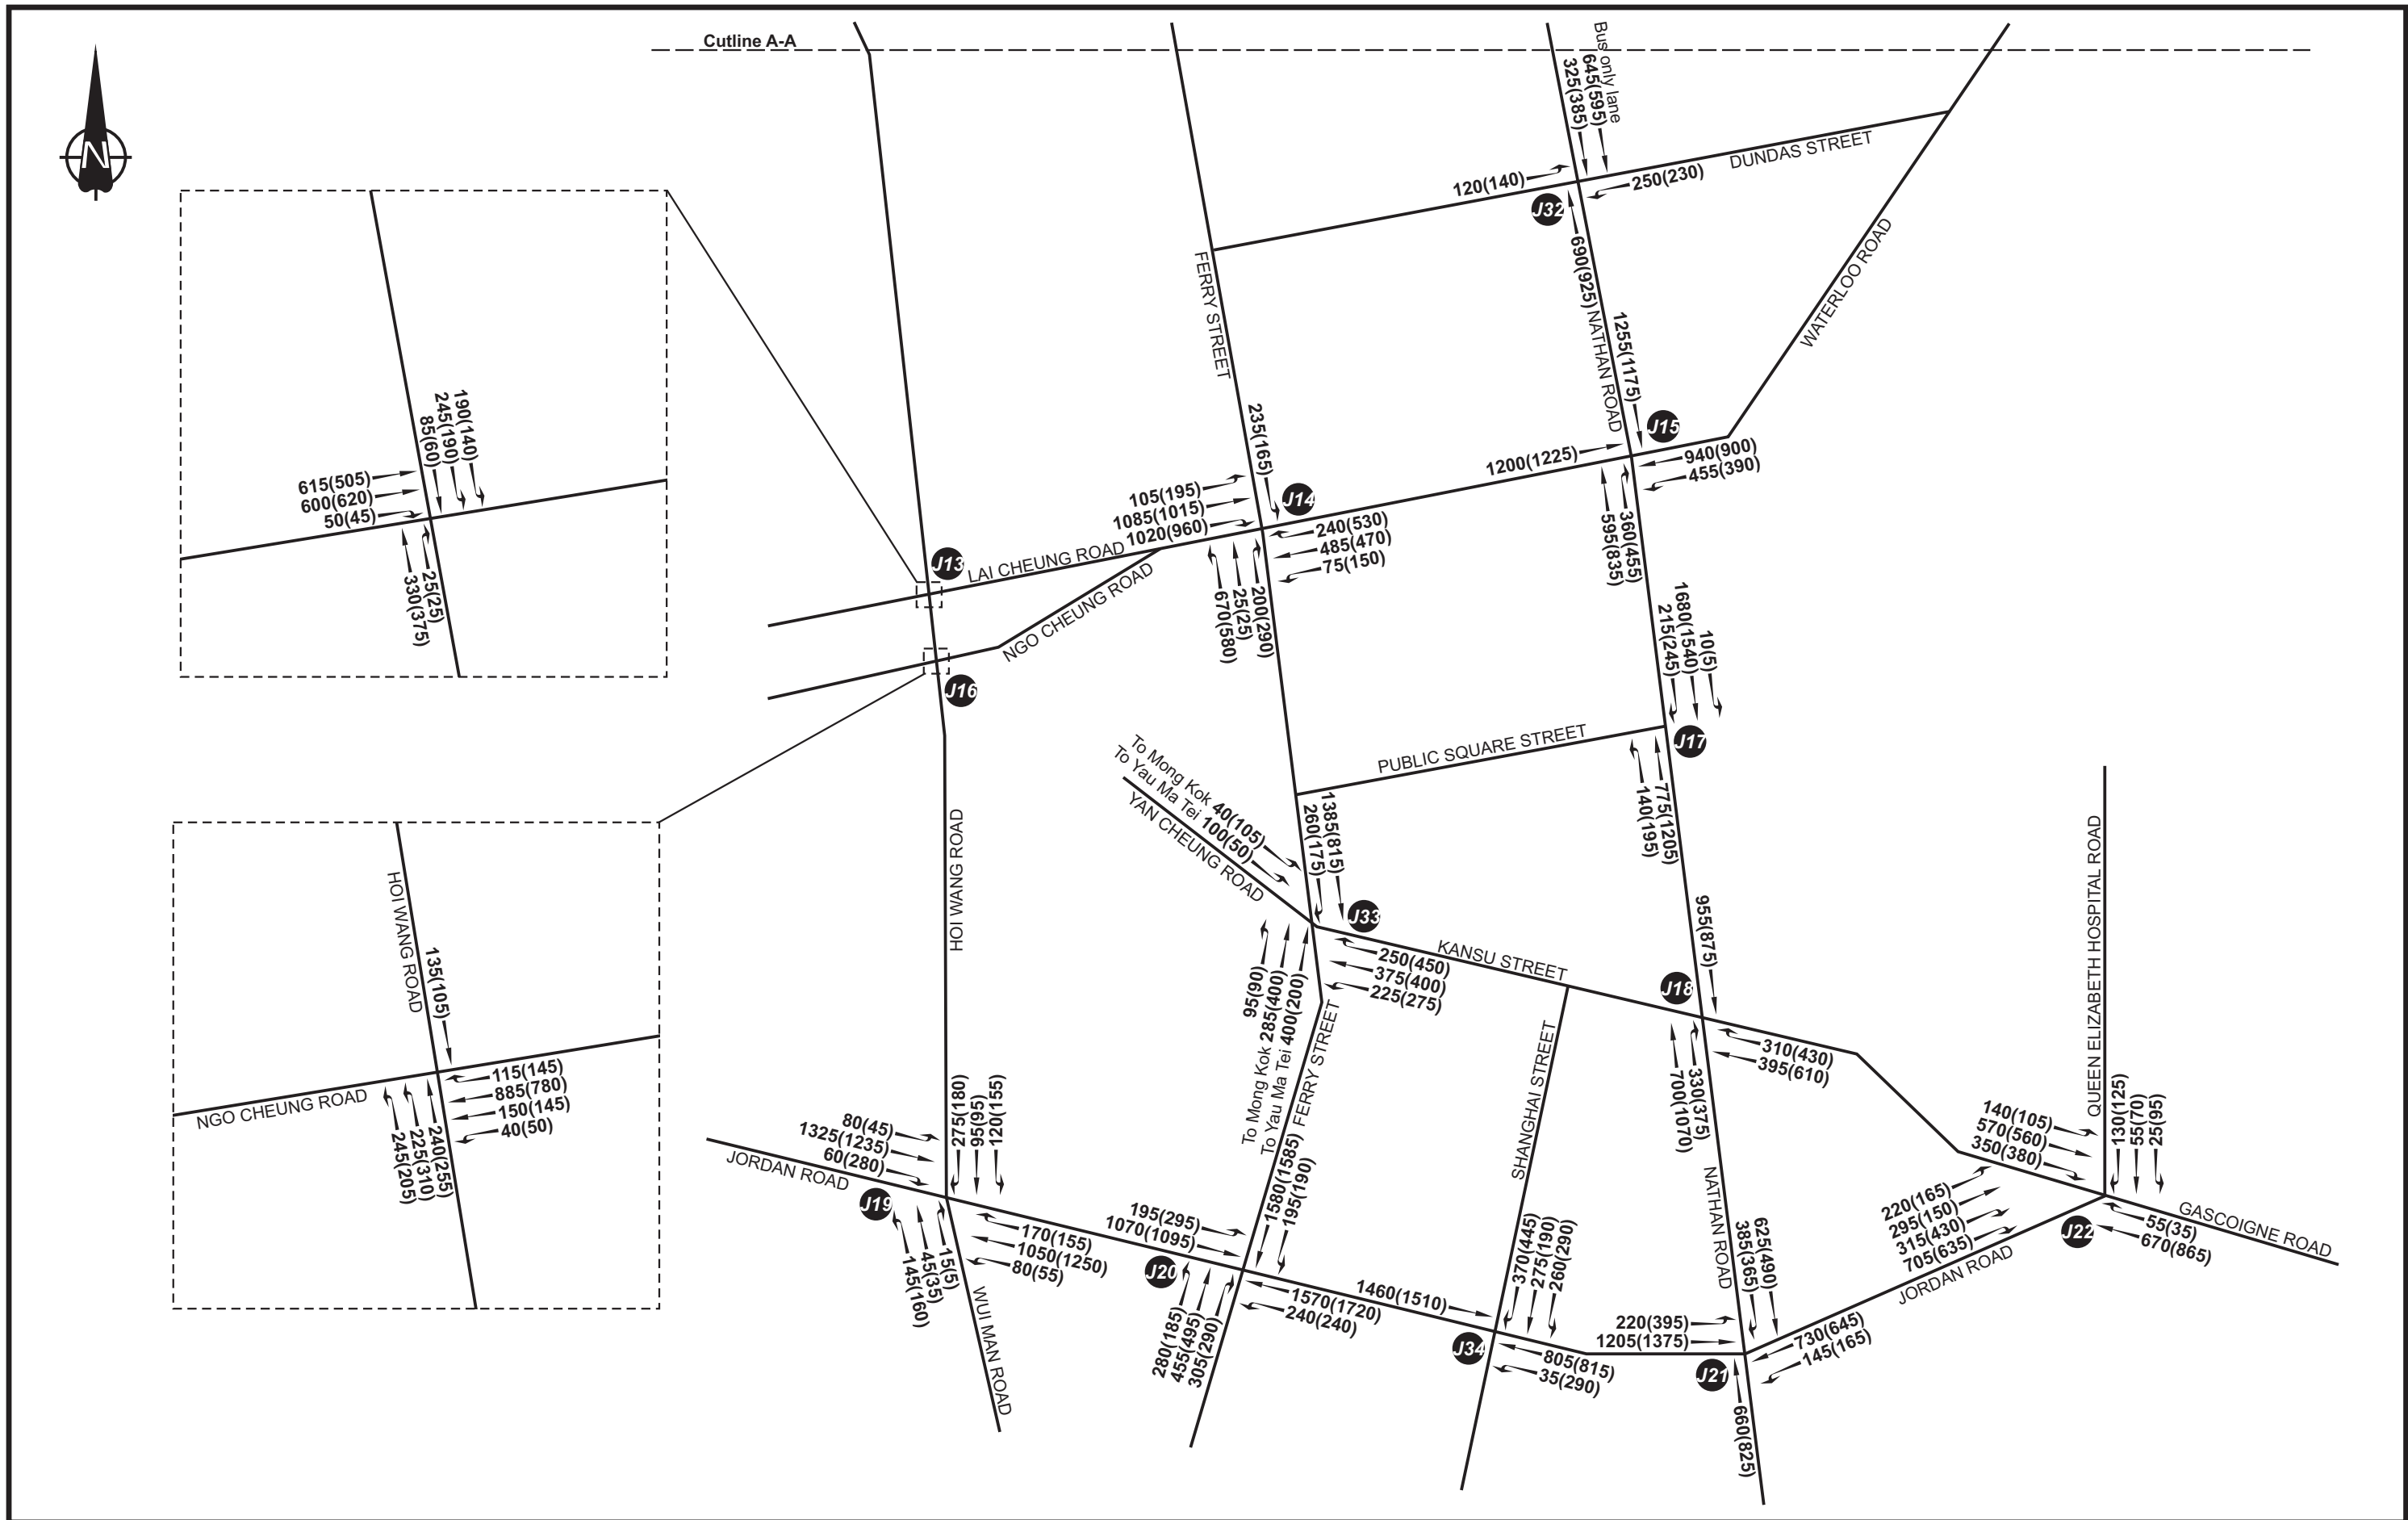 Cutline A-A
N
Bus only lane
645(595)
325(385)
120(140)
250(230)
DUNDAS STREET
J32
690(925)
NATHAN ROAD
1255(1175)
WATERLOO ROAD
FERRY STREET
235(165)
J14
105(195)
1085(1015)
1020(960)
240(530)
485(470)
75(150)
670(580)
25(25)
200(290)
1200(1225)
J15
940(900)
455(390)
595(835)
360(455)
190(140)
245(190)
85(60)
615(505)
600(620)
50(45)
25(25)
330(375)
J13
LAI CHEUNG ROAD
NGO CHEUNG ROAD
J16
1680(1540)
215(245)
10(5)
J17
PUBLIC SQUARE STREET
140(195)
775(1205)
To Mong Kok 40(105)
To Yau Ma Tei 100(50)
YAN CHEUNG ROAD
1385(815)
260(175)
J33
KANSU STREET
250(450)
375(400)
225(275)
95(90)
To Mong Kok 285(400)
To Yau Ma Tei 400(200)
FERRY STREET
HOI WANG ROAD
HOI WANG ROAD
135(105)
NGO CHEUNG ROAD
115(145)
885(780)
150(145)
40(50)
245(205)
225(310)
240(255)
955(875)
J18
310(430)
395(610)
700(1070)
330(375)
SHANGHAI STREET
NATHAN ROAD
QUEEN ELIZABETH HOSPITAL ROAD
140(105)
570(560)
350(380)
130(125)
55(70)
25(95)
J22
55(35)
670(865)
GASCOIGNE ROAD
220(165)
295(150)
315(430)
705(635)
JORDAN ROAD
JORDAN ROAD
80(45)
1325(1235)
60(280)
275(180)
95(95)
120(155)
J19
170(155)
1050(1250)
80(55)
145(160)
45(35)
15(5)
WUI MAN ROAD
195(295)
1070(1095)
1580(1585)
195(190)
J20
280(185)
455(495)
305(290)
1570(1720)
240(240)
1460(1510)
370(445)
275(190)
260(290)
J34
805(815)
35(290)
220(395)
1205(1375)
385(365)
625(490)
J21
730(645)
145(165)
660(825)